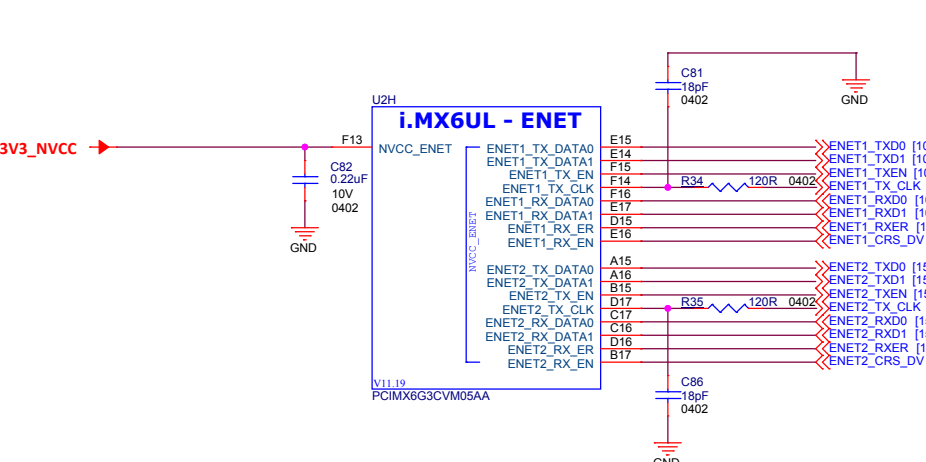 C81
18pF
0402
GND
U2H
i.MX6UL - ENET
3V3_NVCC
F13
NVCC_ENET
C82
0.22uF
10V
0402
GND
NVCC_ENET
ENET1_TX_DATA0 E15 ENET1_TXD0
ENET1_TX_DATA1 E14 ENET1_TXD1
ENET1_TX_EN F15 ENET1_TXEN
ENET1_TX_CLK F14 R34 120R 0402 ENET1_TX_CLK
ENET1_RX_DATA0 F16 ENET1_RXD0
ENET1_RX_DATA1 E17 ENET1_RXD1
ENET1_RX_ER D15 ENET1_RXER
ENET1_RX_EN E16 ENET1_CRS_DV
ENET2_TX_DATA0 A15 ENET2_TXD0
ENET2_TX_DATA1 A16 ENET2_TXD1
ENET2_TX_EN B15 ENET2_TXEN
ENET2_TX_CLK D17 R35 120R 0402 ENET2_TX_CLK
ENET2_RX_DATA0 C17 ENET2_RXD0
ENET2_RX_DATA1 C16 ENET2_RXD1
ENET2_RX_ER D16 ENET2_RXER
ENET2_RX_EN B17 ENET2_CRS_DV
V11.19
PCIMX6G3CVM05AA
C86
18pF
0402
GND